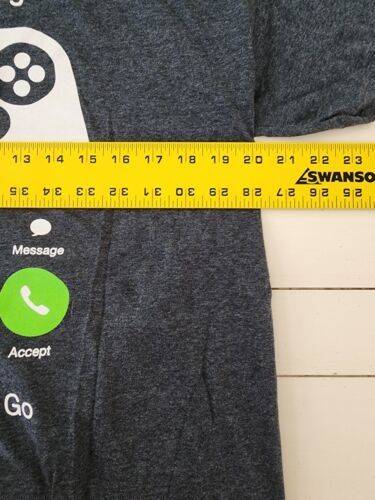 g
13 14 15 16 17 18 19 20 21 22 23
35 34 33 32 31 30 29 28 27 26 25
SWANSO
Message
Accept
Go